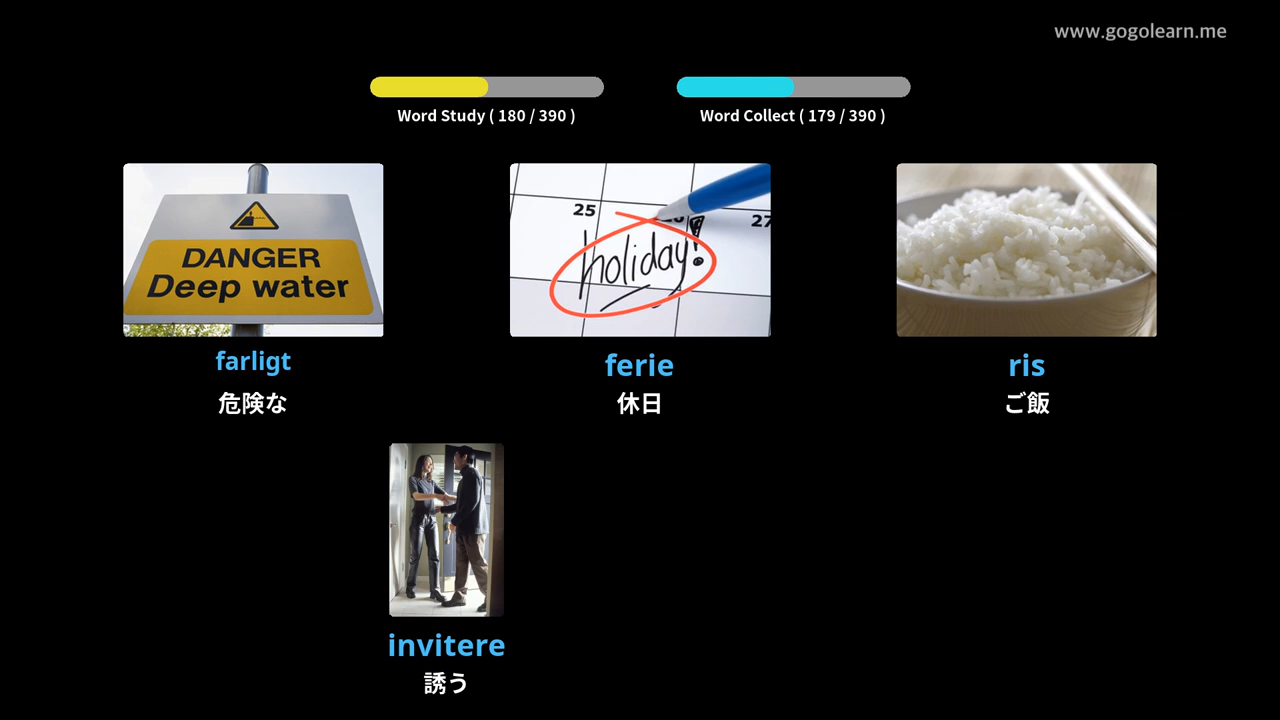 www.gogolearn.me
Word Study ( 180 / 390 )
Word Collect ( 179 / 390 )
DANGER
Deep water
25
27
holiday!
farligt
危険な
ferie
休日
ris
ご飯
invitere
誘う